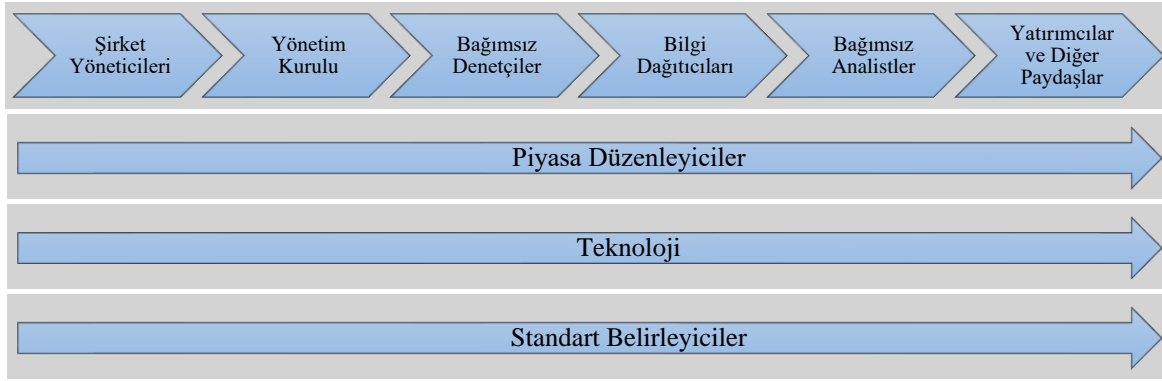 Şirket
Yöneticileri
Yönetim
Kurulu
Bağımsız
Denetçiler
Bilgi
Dağıtıcıları
Bağımsız
Analistler
Yatırımcılar
ve Diğer
Paydaşlar
Piyasa Düzenleyiciler
Teknoloji
Standart Belirleyiciler